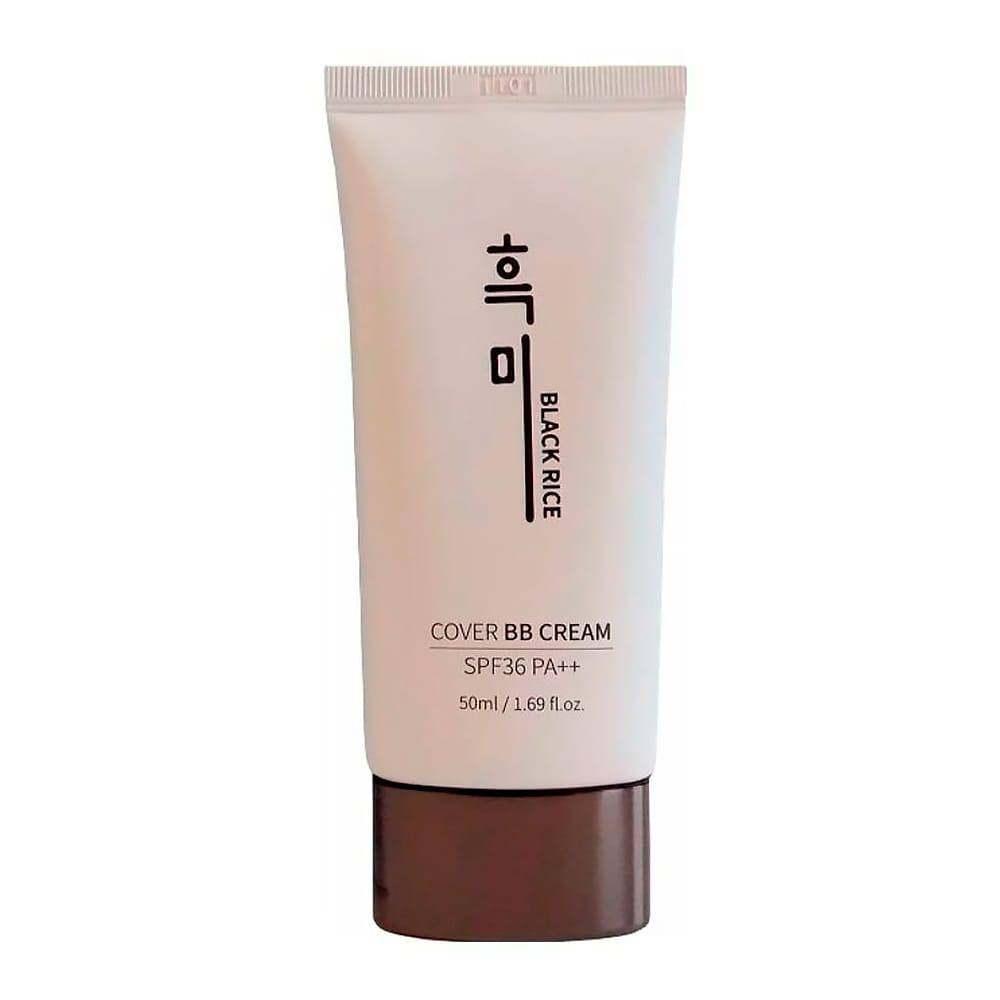 흑미
BLACK RICE
COVER BB CREAM
SPF36 PA++
50ml / 1.69 fl.oz.